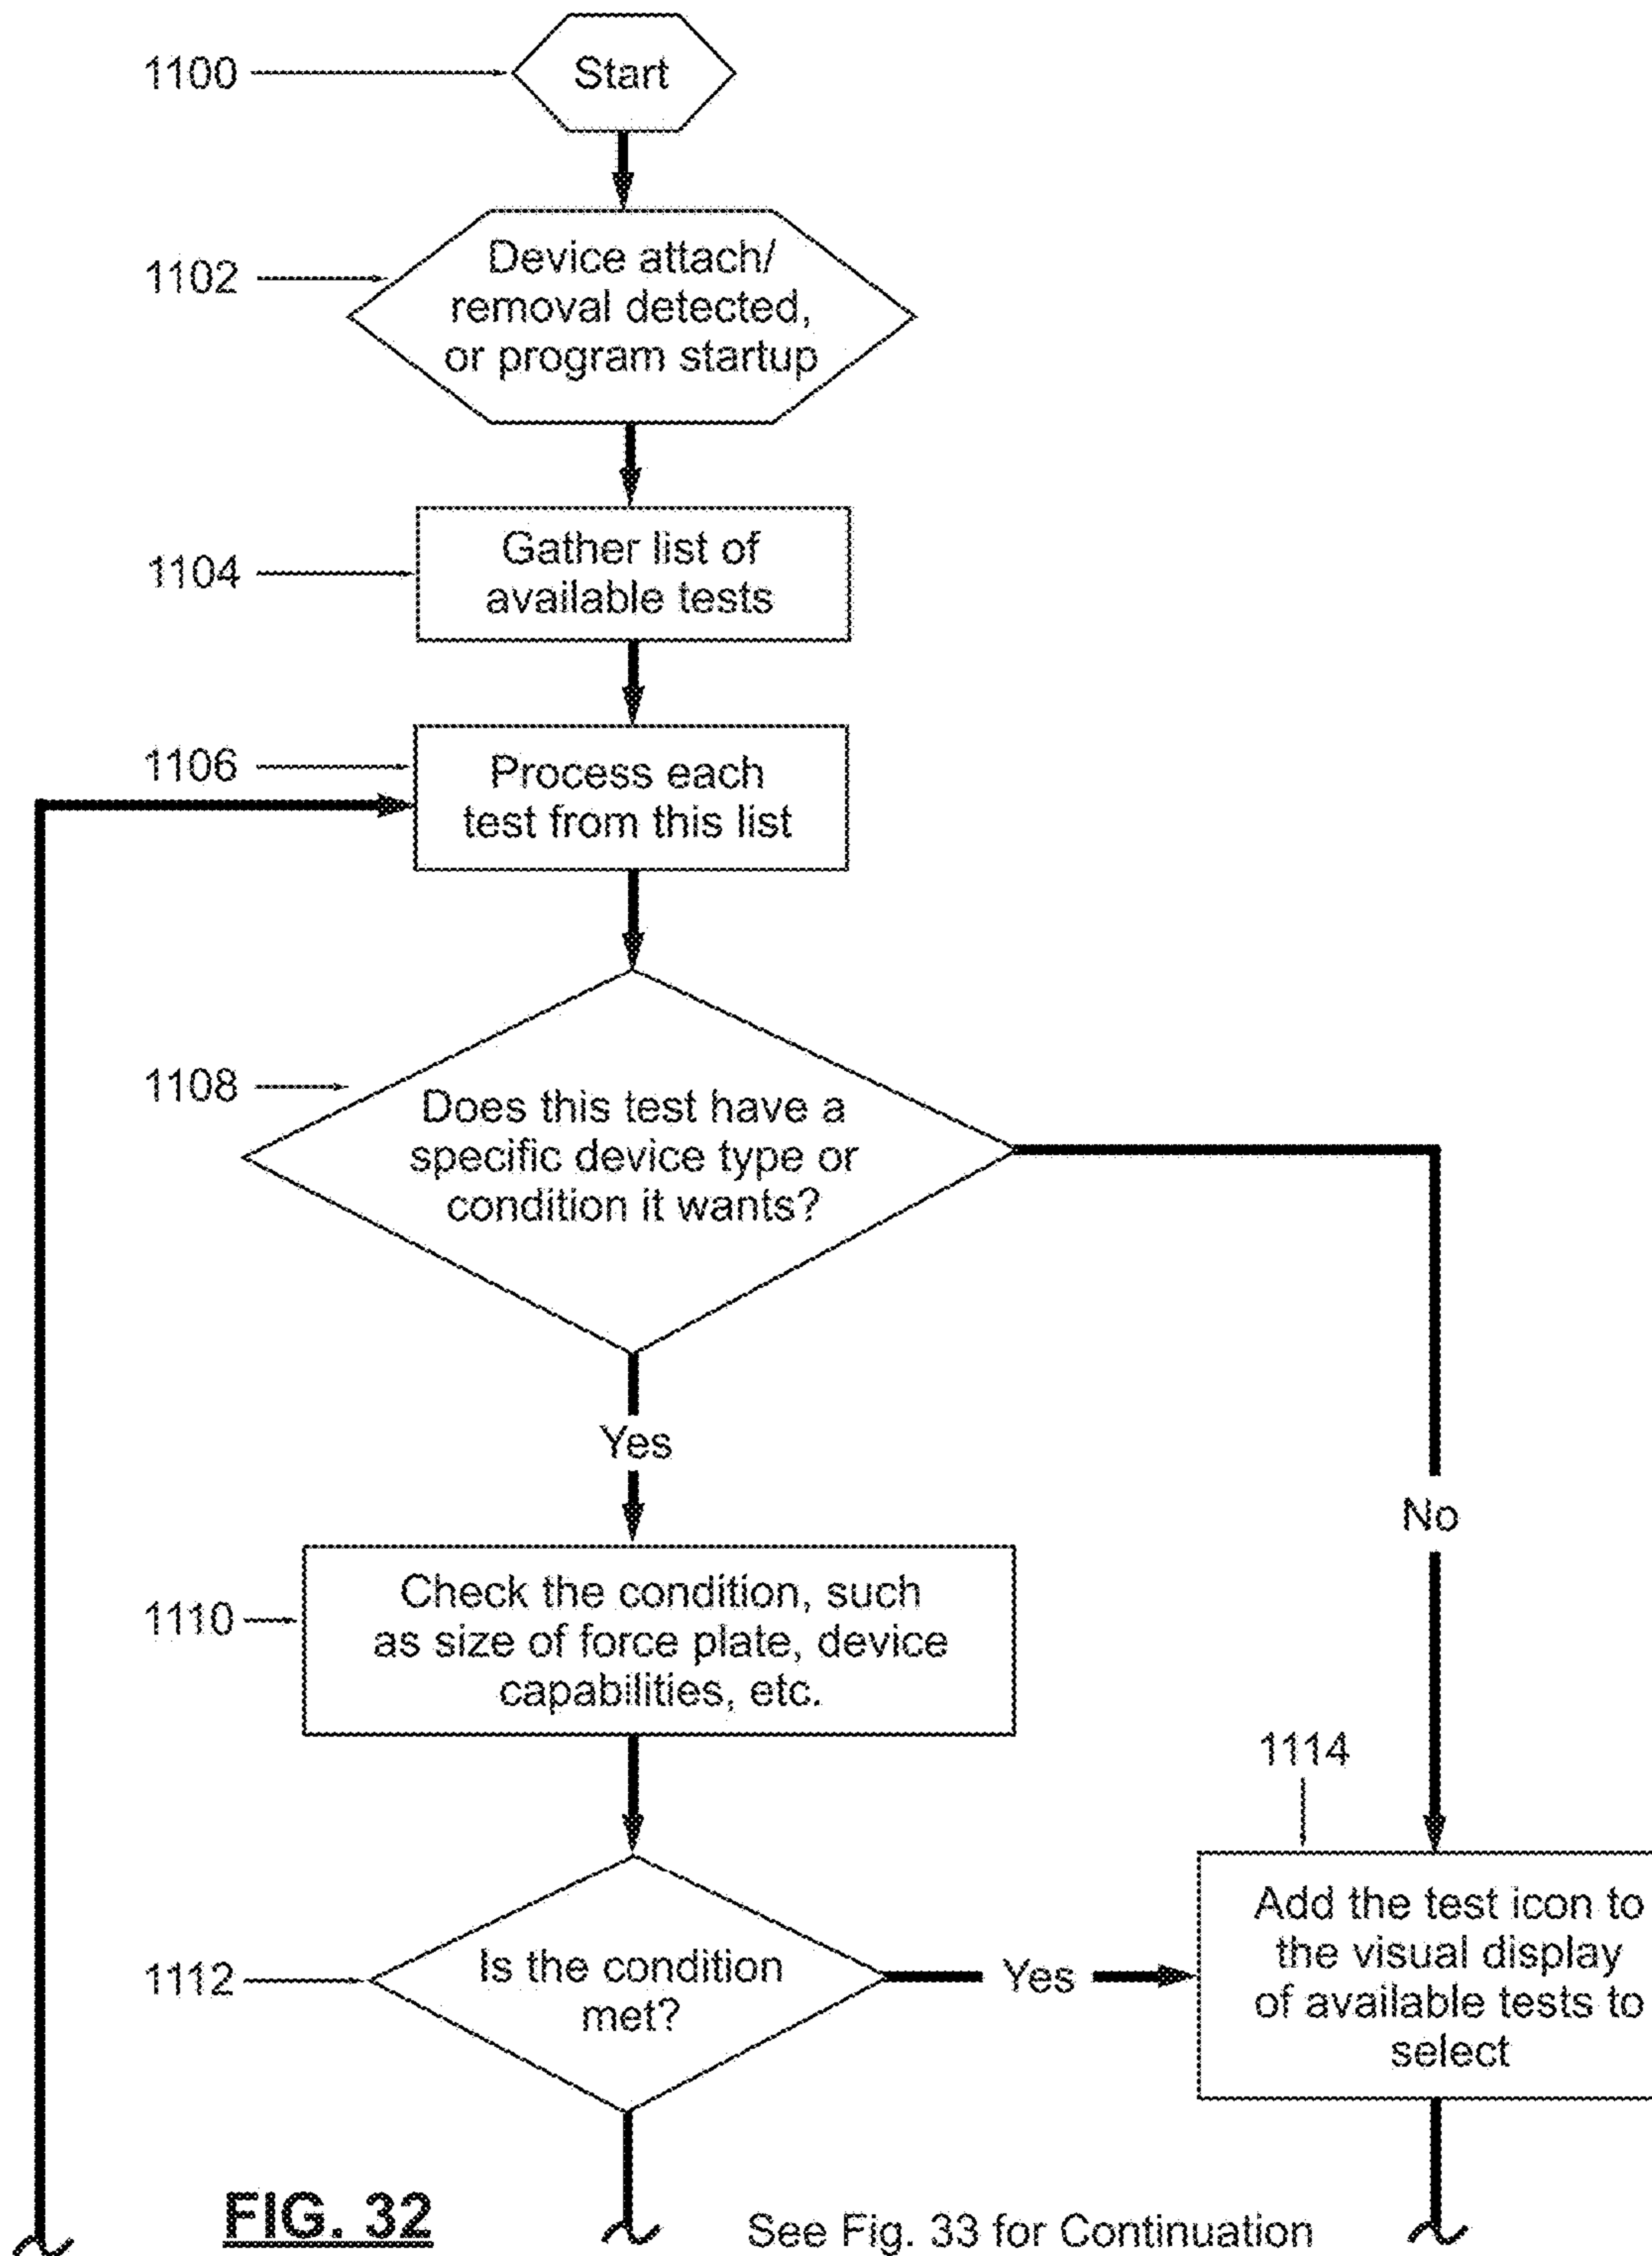 1100
Start
1102
Device attach/
removal detected,
or program startup
1104
Gather list of
available tests
1106
Process each
test from this list
1108
Does this test have a
specific device type or
condition it wants?
Yes
No
1110
Check the condition, such
as size of force plate, device
capabilities, etc.
1114
Add the test icon to
the visual display
of available tests to
select
1112
Is the condition
met?
Yes
FIG. 32
See Fig. 33 for Continuation